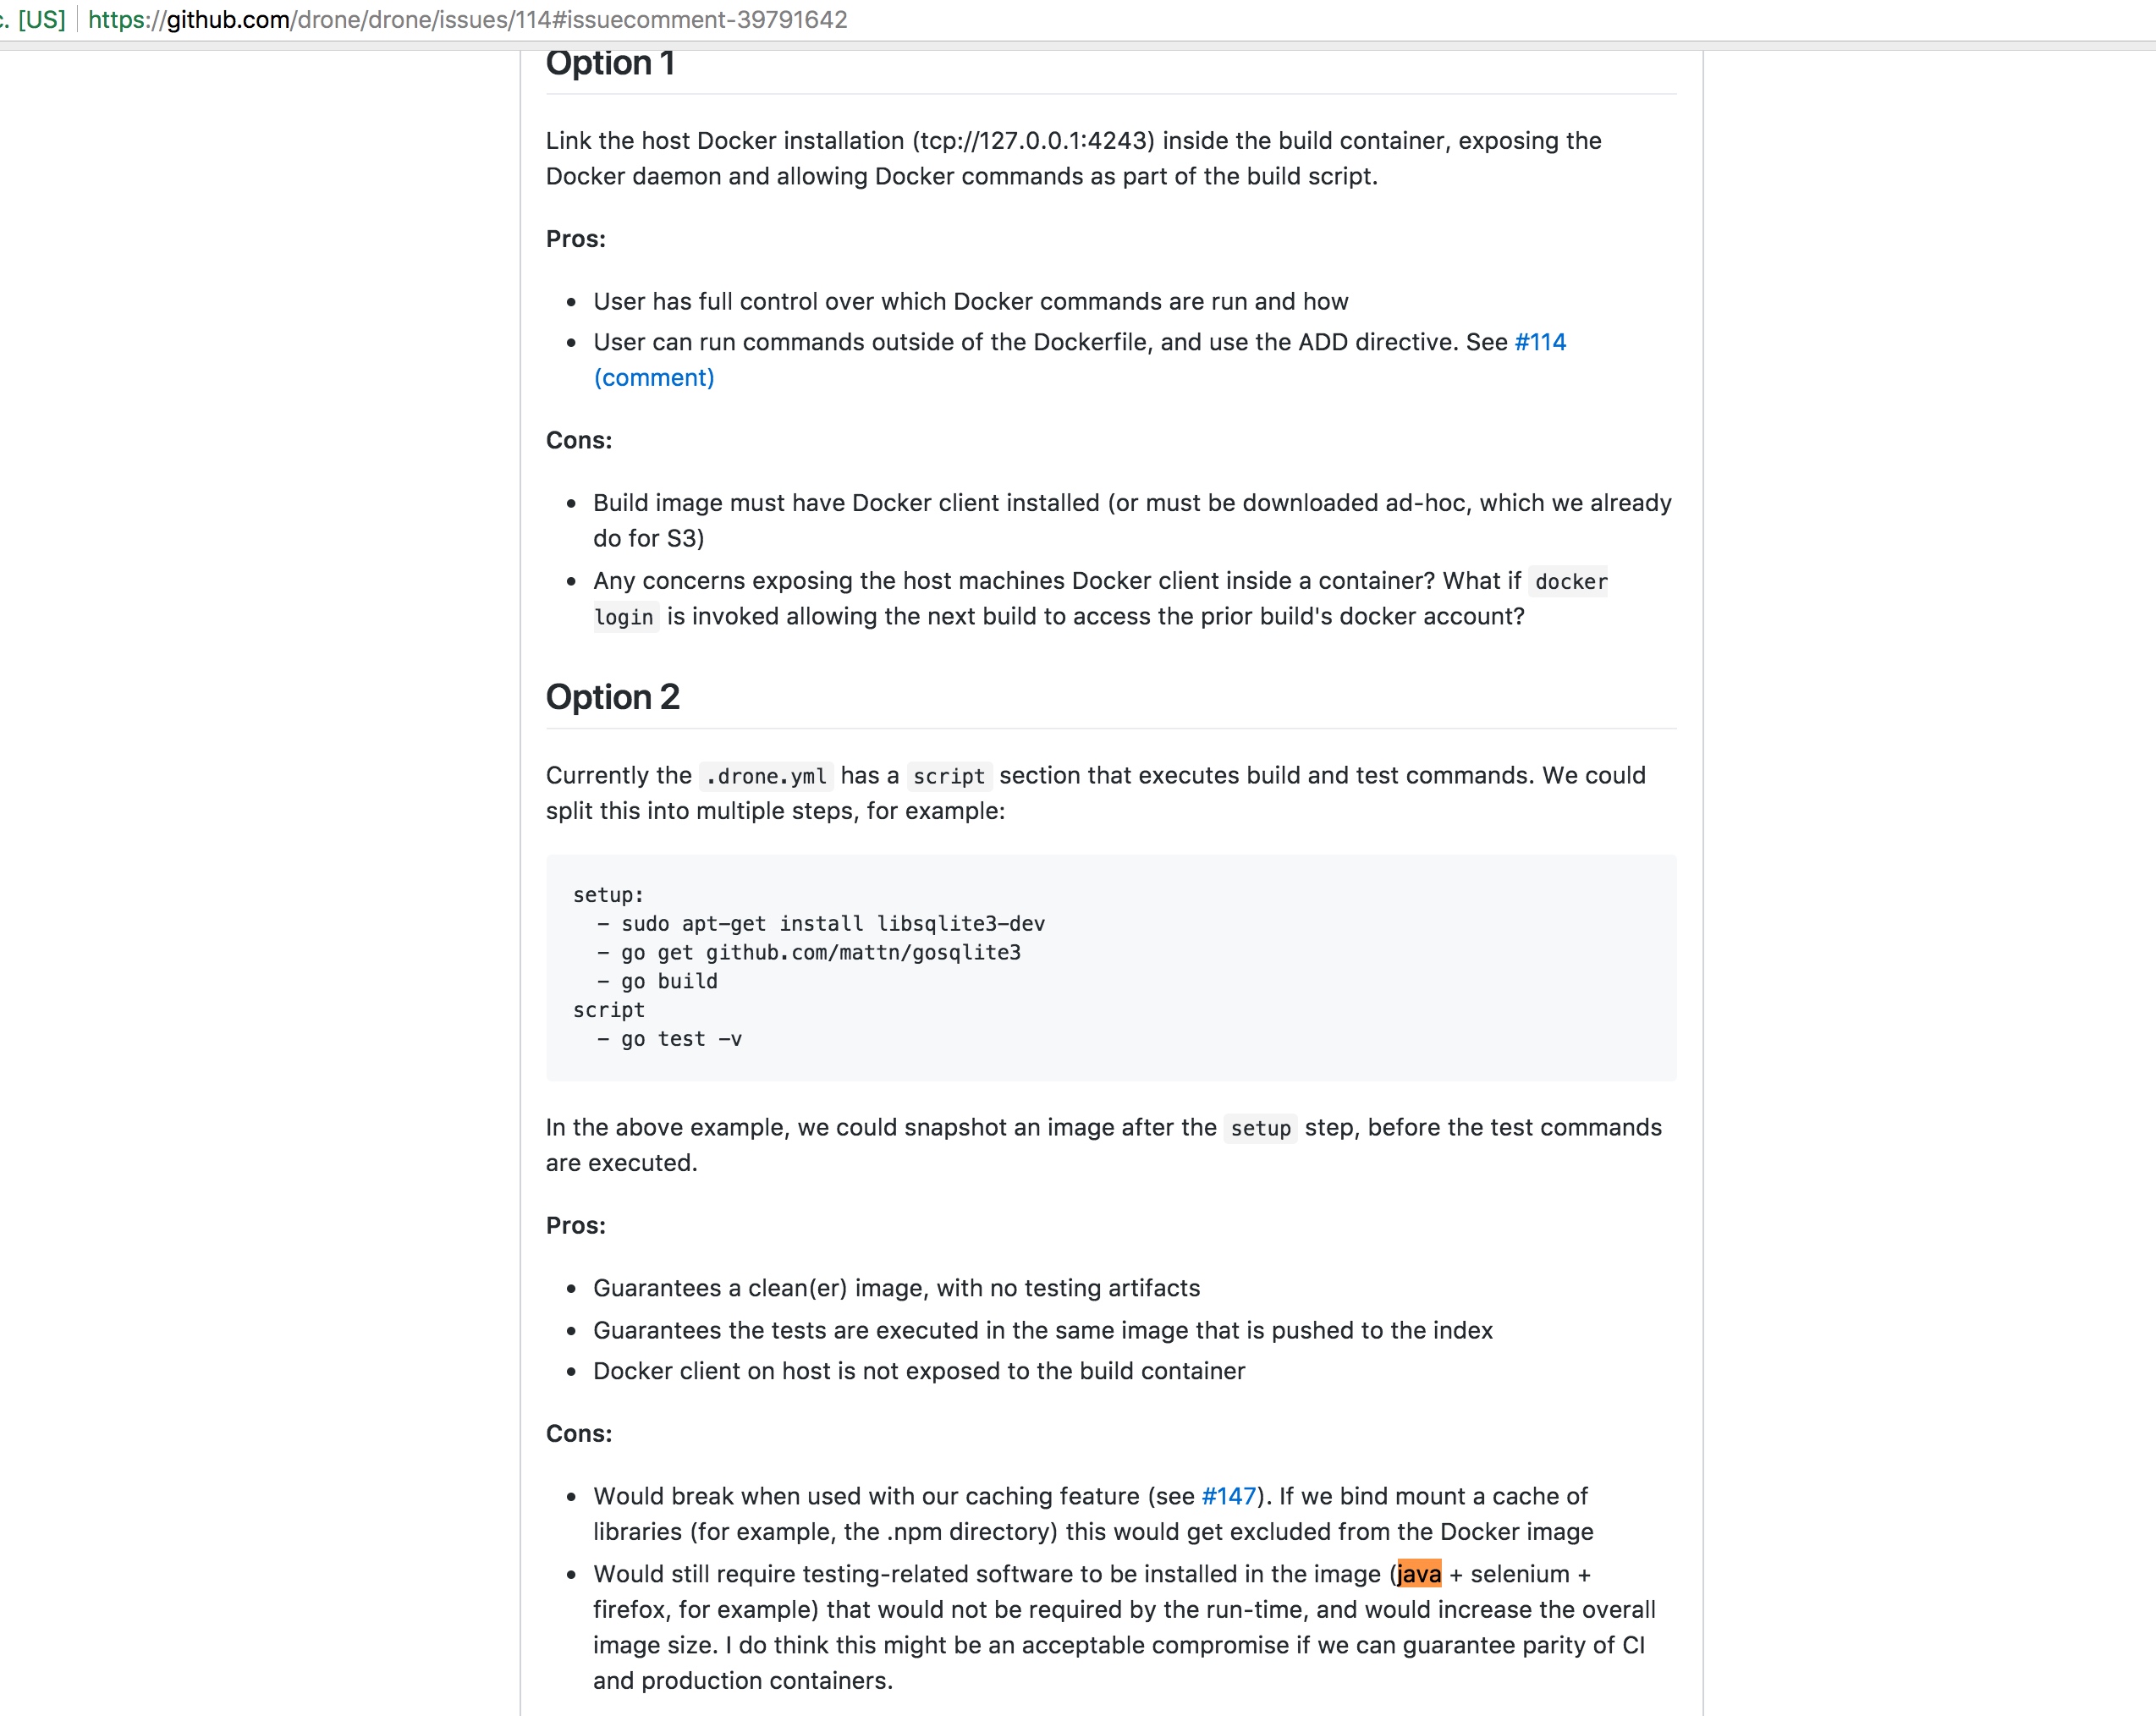 [US] https://github.com/drone/drone/issues/114#issuecomment-39791642
Option 1
Link the host Docker installation (tcp://127.0.0.1:4243) inside the build container, exposing the
Docker daemon and allowing Docker commands as part of the build script.
Pros:
• User has full control over which Docker commands are run and how
• User can run commands outside of the Dockerfile, and use the ADD directive. See #114
(comment)
Cons:
• Build image must have Docker client installed (or must be downloaded ad-hoc, which we already
do for S3)
• Any concerns exposing the host machines Docker client inside a container? What if docker
login is invoked allowing the next build to access the prior build's docker account?
Option 2
Currently the .drone.yml has a script section that executes build and test commands. We could
split this into multiple steps, for example:
setup:
  - sudo apt-get install libsqlite3-dev
  - go get github.com/mattn/gosqlite3
  - go build
script
  - go test -v
In the above example, we could snapshot an image after the setup step, before the test commands
are executed.
Pros:
• Guarantees a clean(er) image, with no testing artifacts
• Guarantees the tests are executed in the same image that is pushed to the index
• Docker client on host is not exposed to the build container
Cons:
• Would break when used with our caching feature (see #147). If we bind mount a cache of
libraries (for example, the .npm directory) this would get excluded from the Docker image
• Would still require testing-related software to be installed in the image (java + selenium +
firefox, for example) that would not be required by the run-time, and would increase the overall
image size. I do think this might be an acceptable compromise if we can guarantee parity of CI
and production containers.